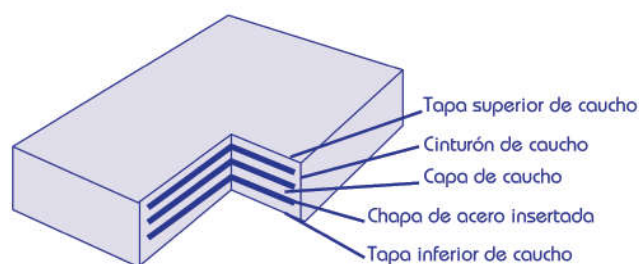 Tapa superior de caucho
Cinturón de caucho
Capa de caucho
Chapa de acero insertada
Tapa inferior de caucho